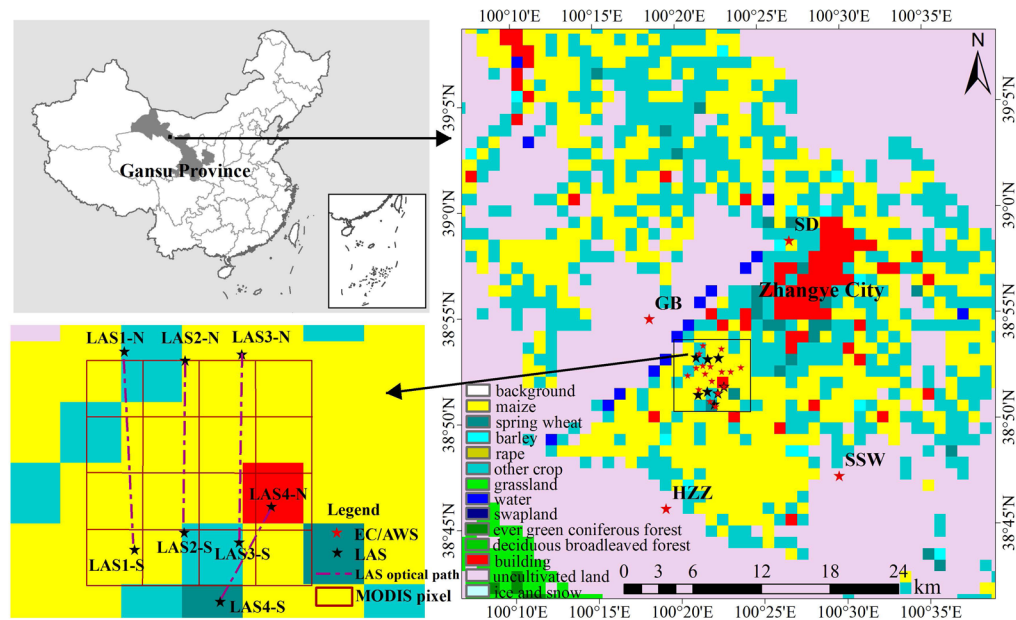 Gansu Province
100°10'E 100°15'E 100°20'E 100°25'E 100°30'E 100°35'E
39°5'N
39°0'N
38°55'N
38°50'N
38°45'N
39°5'N
39°0'N
38°55'N
38°50'N
38°45'N
N
SD
Zhangye City
GB
SSW
HZZ
background
maize
spring wheat
barley
rape
other crop
grassland
water
swapland
ever green coniferous forest
deciduous broadleaved forest
building
uncultivated land
ice and snow
0 3 6 12 18 24 km
100°10'E 100°15'E 100°20'E 100°25'E 100°30'E 100°35'E
LAS1-N LAS2-N LAS3-N
LAS4-N
LAS1-S LAS2-S LAS3-S
LAS4-S
Legend
EC/AWS
LAS
LAS optical path
MODIS pixel